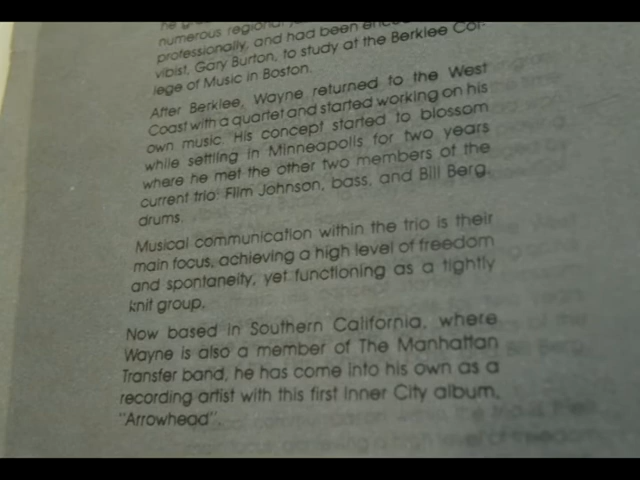 numerous regional
professionally, and had been
vibist, Gary Burton, to study at the Berklee Col-
lege of Music in Boston.
After Berklee, Wayne returned to the West
Coast with a quartet and started working on his
own music. His concept started to blossom
while settling in Minneapolis for two years
where he met the other two members of the
current trio: Flim Johnson, bass, and Bill Berg,
drums.
Musical communication within the trio is their
main focus, achieving a high level of freedom
and spontaneity, yet functioning as a tightly
knit group.
Now based in Southern California, where
Wayne is also a member of The Manhattan
Transfer band, he has come into his own as a
recording artist with this first Inner City album,
"Arrowhead".